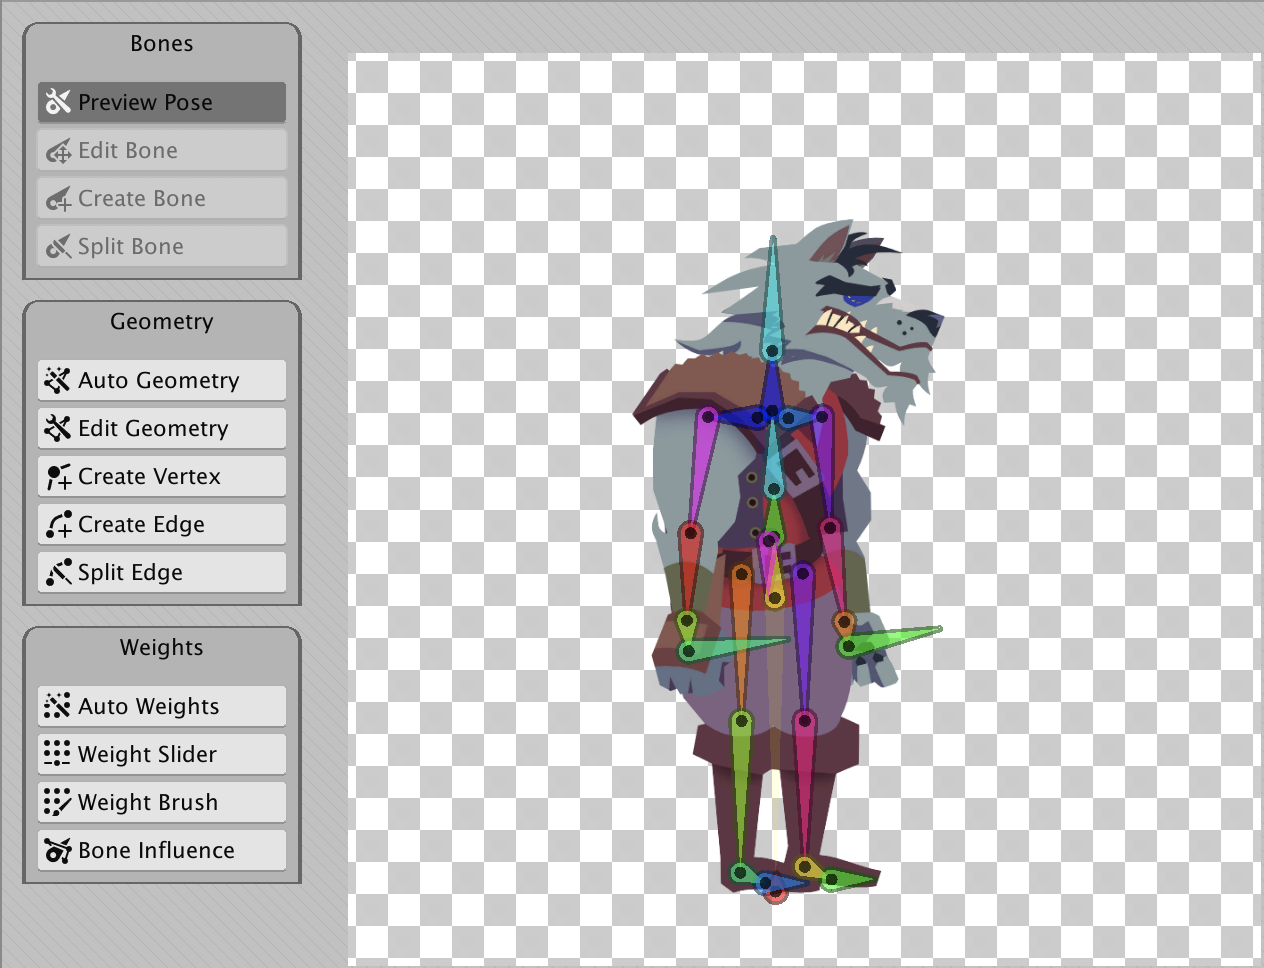 Bones
Preview Pose
Edit Bone
Create Bone
Split Bone
Geometry
Auto Geometry
Edit Geometry
Create Vertex
Create Edge
Split Edge
Weights
Auto Weights
Weight Slider
Weight Brush
Bone Influence